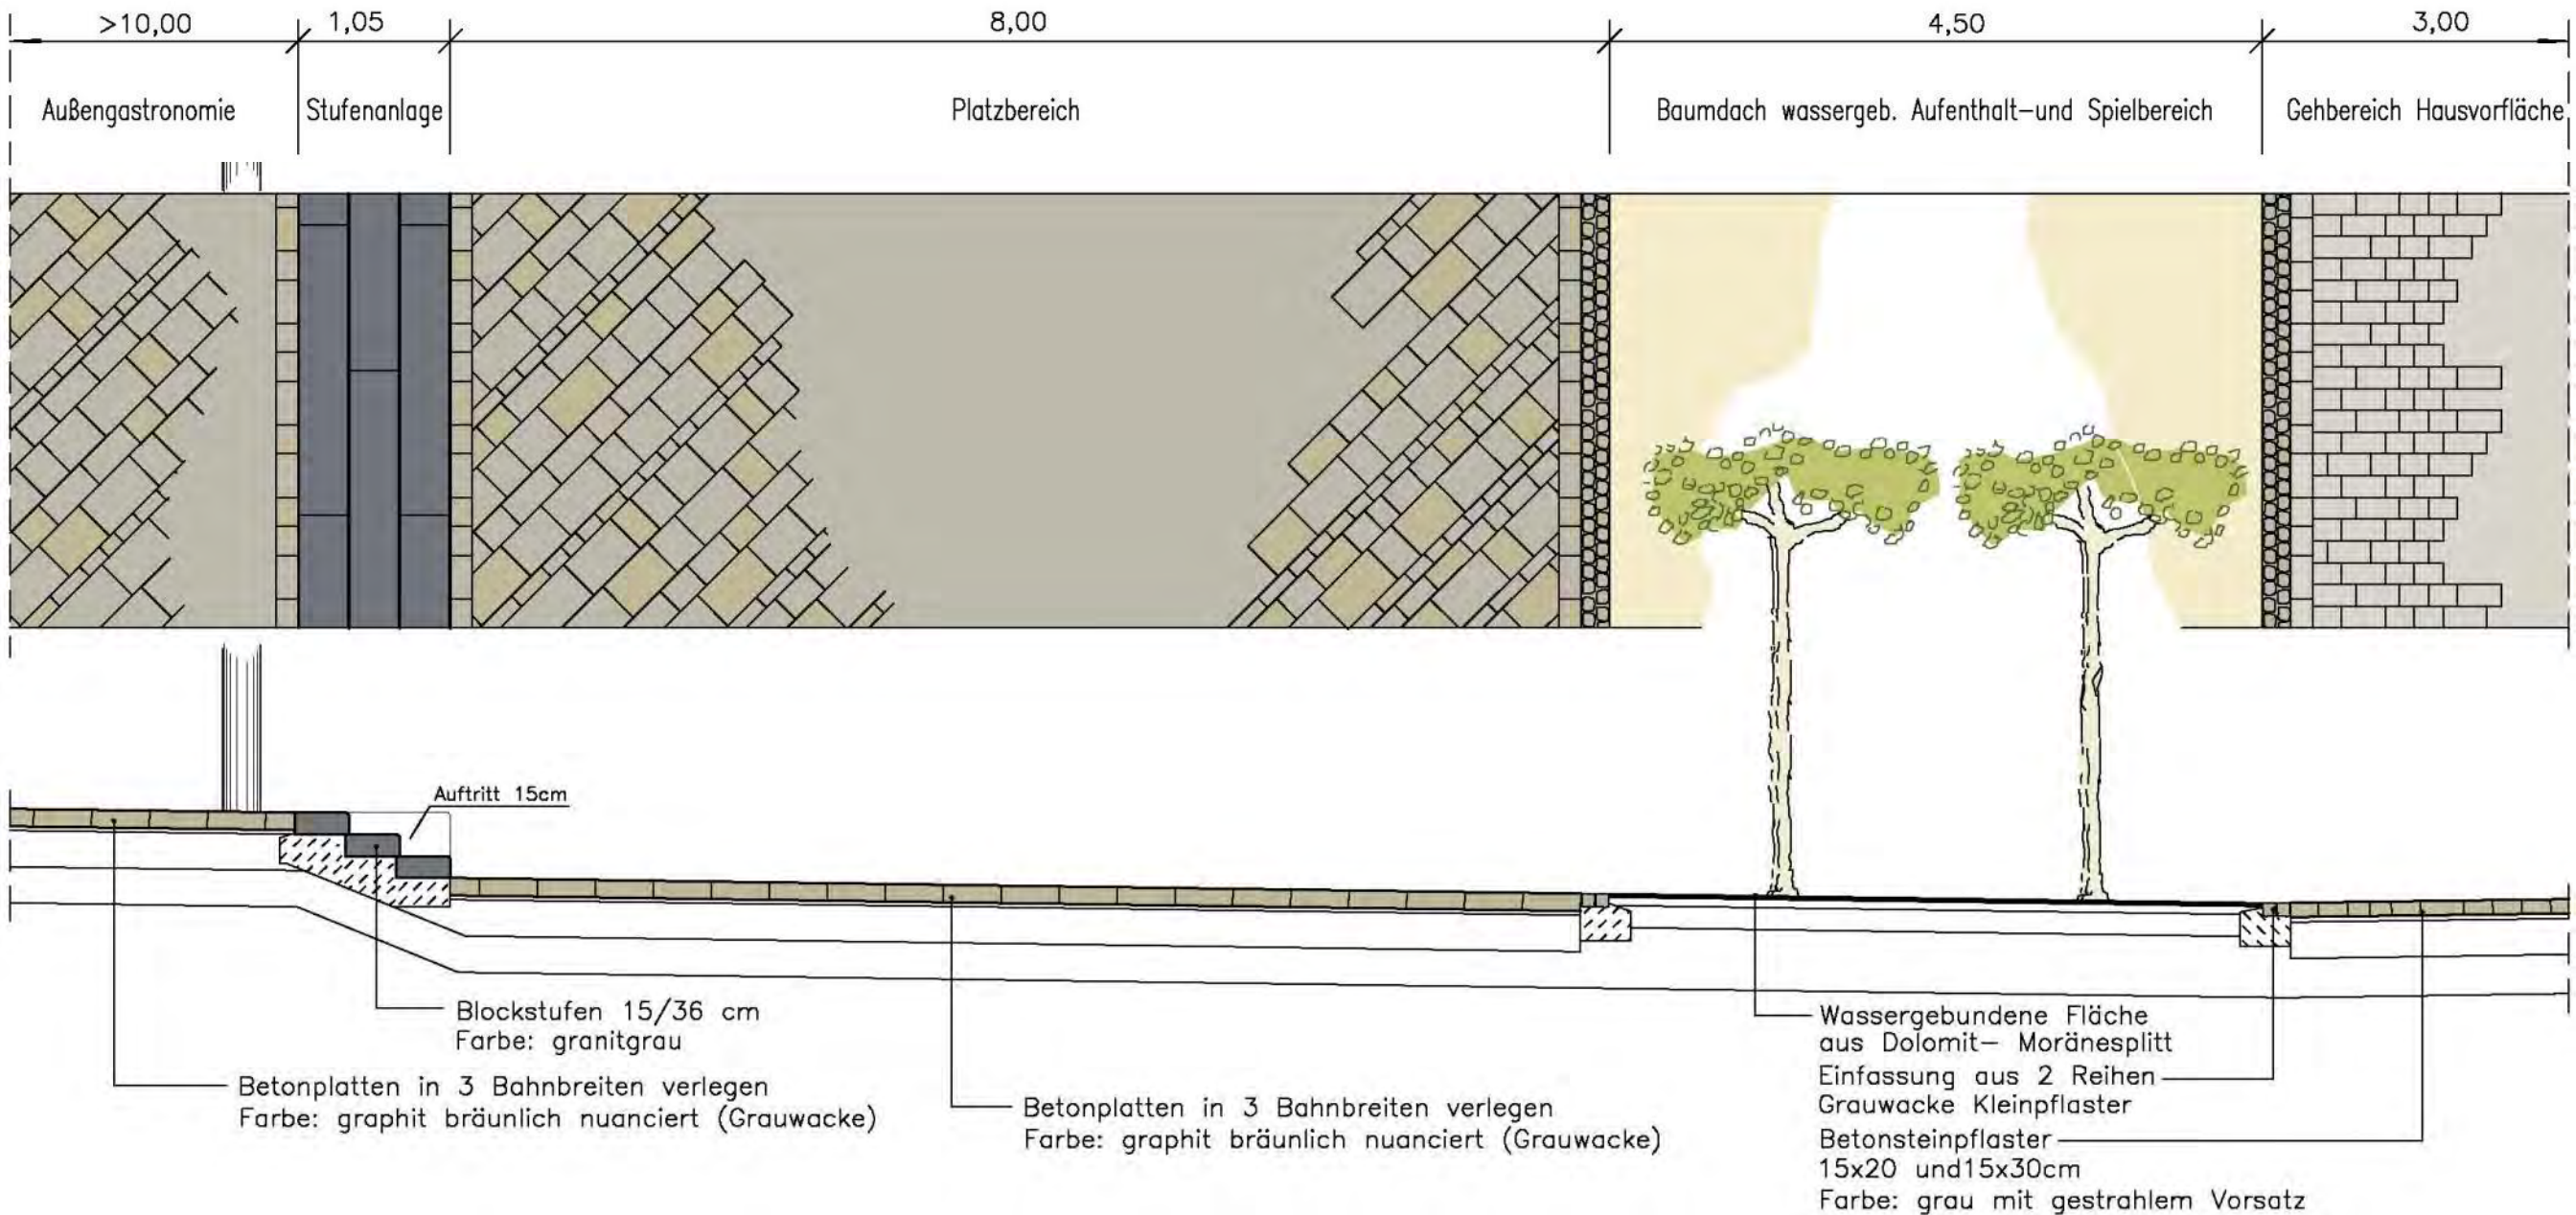 >10,00 1,05 8,00 4,50 3,00
Außengastronomie Stufenanlage Platzbereich Baumdach wassergeb. Aufenthalt-und Spielbereich Gehbereich Hausvorfläche
Auftritt 15cm
Blockstufen 15/36 cm
Farbe: granitgrau
Betonplatten in 3 Bahnbreiten verlegen
Farbe: graphit bräunlich nuanciert (Grauwacke)
Betonplatten in 3 Bahnbreiten verlegen
Farbe: graphit bräunlich nuanciert (Grauwacke)
Wassergebundene Fläche
aus Dolomit- Moränesplitt
Einfassung aus 2 Reihen
Grauwacke Kleinpflaster
Betonsteinpflaster
15x20 und15x30cm
Farbe: grau mit gestrahlem Vorsatz